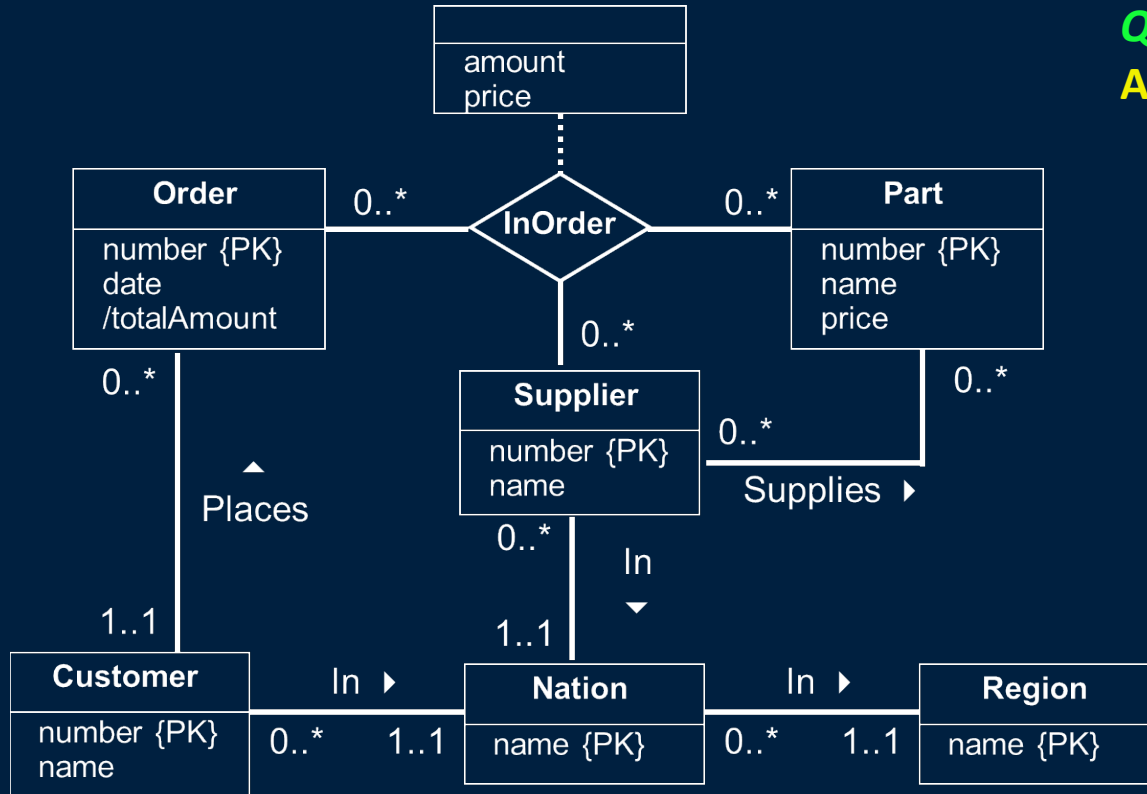 Q
A
amount
price
Order
number {PK}
date
/totalAmount
0..*
InOrder
0..*
Part
number {PK}
name
price
0..*
0..*
Supplier
number {PK}
name
0..*
0..*
Supplies
Places
0..*
In
1..1
1..1
Customer
number {PK}
name
In
0..*
1..1
Nation
name {PK}
In
0..*
1..1
Region
name {PK}